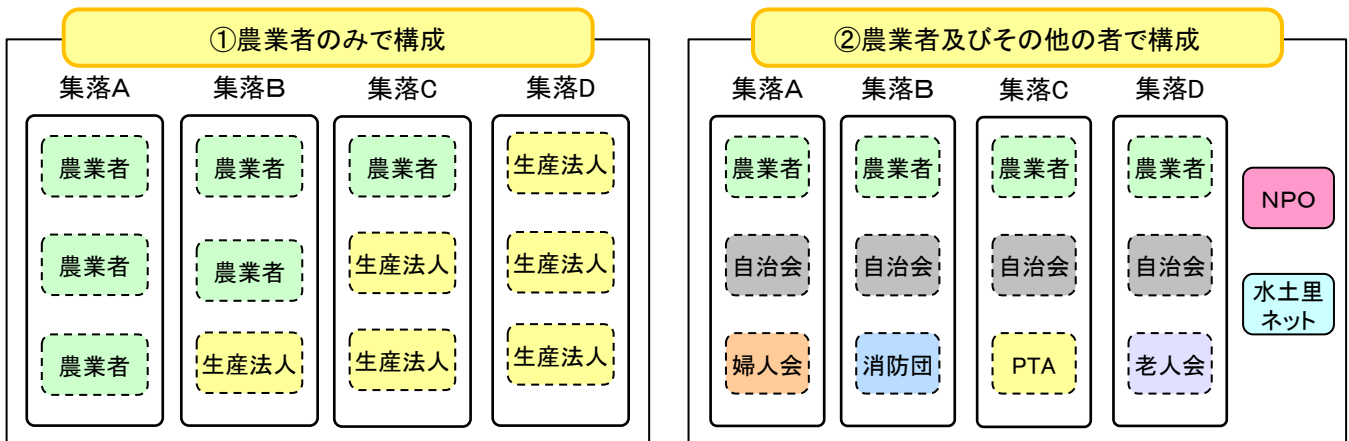 ①農業者のみで構成
集落A
集落B
集落C
集落D
農業者
農業者
農業者
生産法人
農業者
農業者
生産法人
生産法人
農業者
生産法人
生産法人
生産法人
②農業者及びその他の者で構成
集落A
集落B
集落C
集落D
農業者
農業者
農業者
農業者
NPO
自治会
自治会
自治会
自治会
水土里
ネット
婦人会
消防団
PTA
老人会